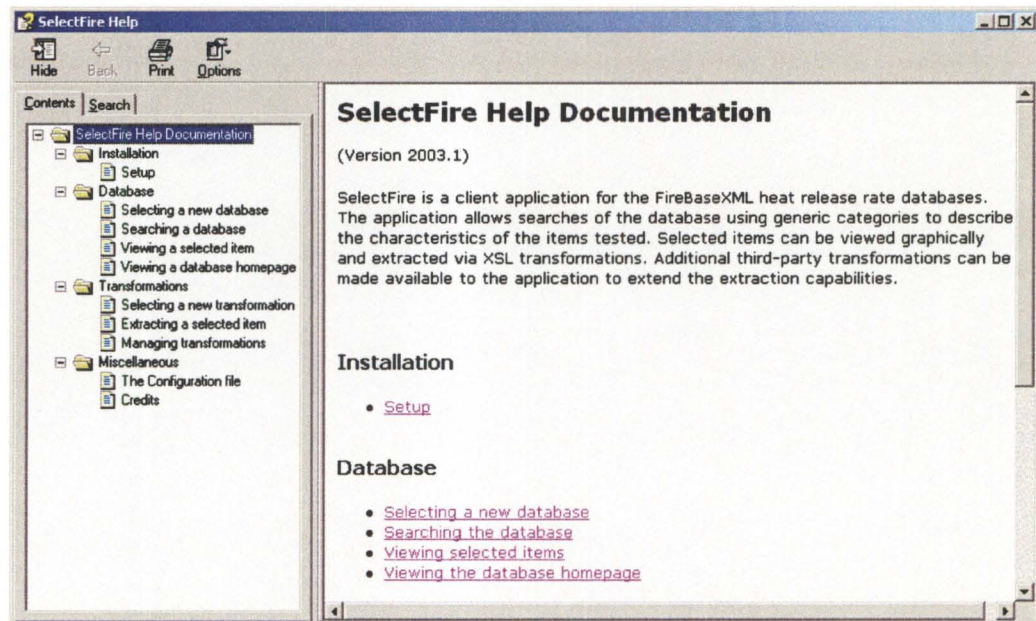 SelectFire Help
Hide Back Print Options
Contents Search
SelectFire Help Documentation
Installation
Setup
Database
Selecting a new database
Searching a database
Viewing a selected item
Viewing a database homepage
Transformations
Selecting a new transformation
Extracting a selected item
Managing transformations
Miscellaneous
The Configuration file
Credits
SelectFire Help Documentation
(Version 2003.1)
SelectFire is a client application for the FireBaseXML heat release rate databases.
The application allows searches of the database using generic categories to describe
the characteristics of the items tested. Selected items can be viewed graphically
and extracted via XSL transformations. Additional third-party transformations can be
made available to the application to extend the extraction capabilities.
Installation
• Setup
Database
• Selecting a new database
• Searching the database
• Viewing selected items
• Viewing the database homepage